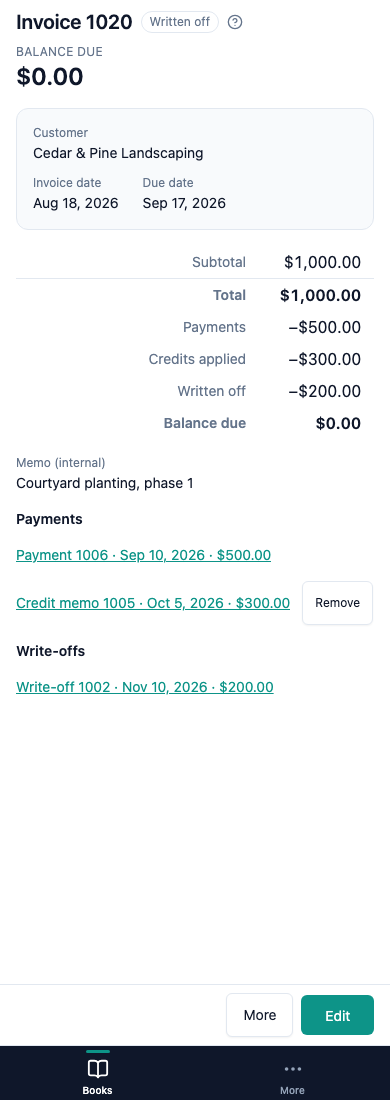 Invoice 1020 Written off
BALANCE DUE
$0.00
Customer
Cedar & Pine Landscaping
Invoice date Due date
Aug 18, 2026 Sep 17, 2026
Subtotal $1,000.00
Total $1,000.00
Payments –$500.00
Credits applied –$300.00
Written off –$200.00
Balance due $0.00
Memo (internal)
Courtyard planting, phase 1
Payments
Payment 1006 · Sep 10, 2026 · $500.00
Credit memo 1005 · Oct 5, 2026 · $300.00 Remove
Write-offs
Write-off 1002 · Nov 10, 2026 · $200.00
More Edit
Books More